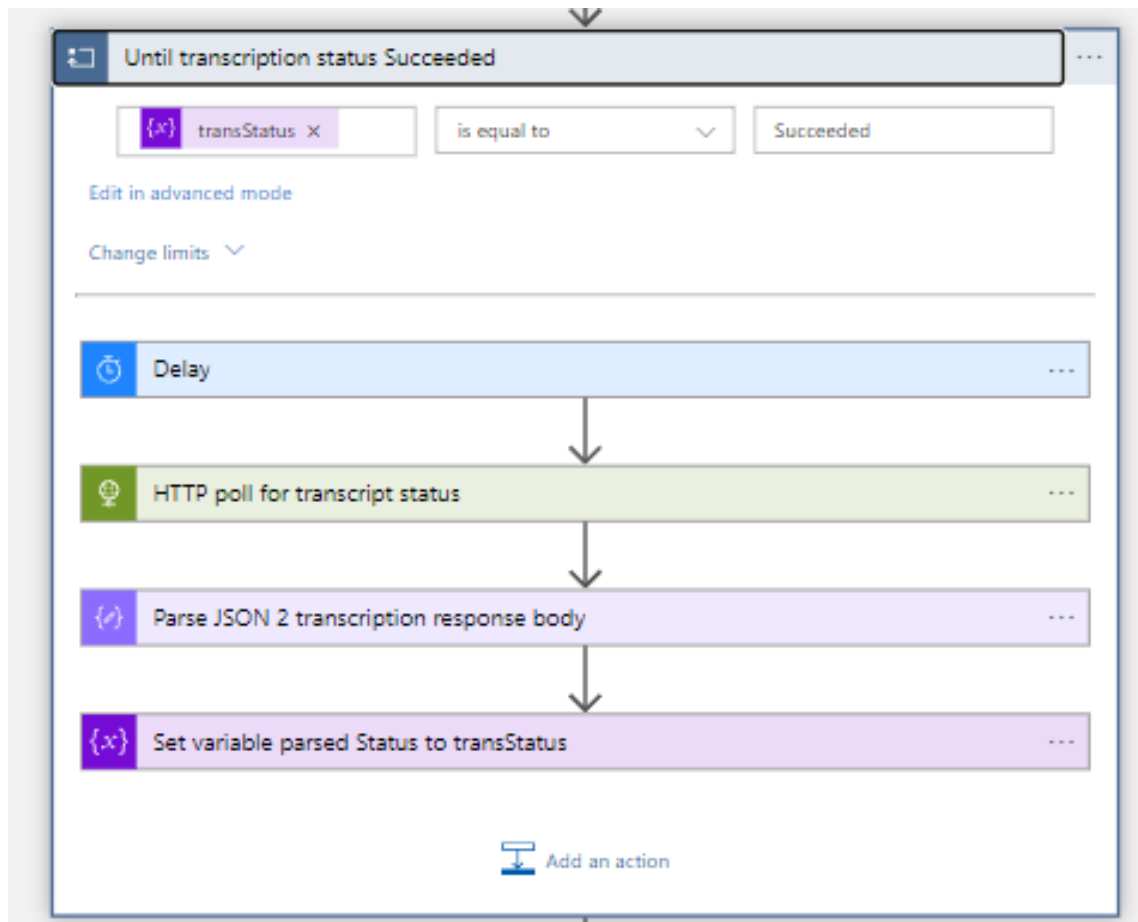 Until transcription status Succeeded
{x} transStatus × is equal to Succeeded
Edit in advanced mode
Change limits
Delay
HTTP poll for transcript status
Parse JSON 2 transcription response body
{x} Set variable parsed Status to transStatus
Add an action